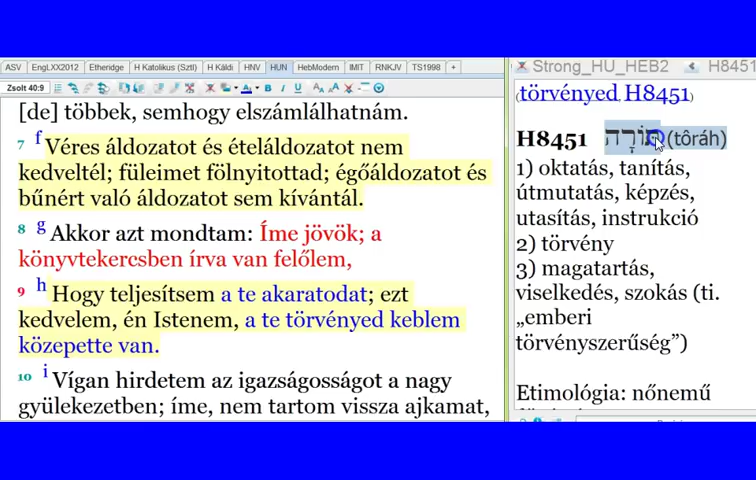 ASV EngLXX2012 Etheridge H Katolikus (Sztl) H Káldi HNV HUN HebModern IMIT RNKJV TS1998 +
Zsolt 40:9
[de] többek, semhogy elszámlálhatnám.
7 f Véres áldozatot és ételáldozatot nem
kedveltél; füleimet fölnyitottad; égőáldozatot és
bűnért való áldozatot sem kívántál.
8 g Akkor azt mondtam: Íme jövök; a
könyvtekercsben írva van felőlem,
9 h Hogy teljesítsem a te akaratodat; ezt
kedvelem, én Istenem, a te törvényed keblem
közepette van.
10 i Vígan hirdetem az igazságosságot a nagy
gyülekezetben; íme, nem tartom vissza ajkamat,
Strong_HU_HEB2 H8451
(törvényed H8451)
H8451 תּוֹרָה (tôráh)
1) oktatás, tanítás,
útmutatás, képzés,
utasítás, instrukció
2) törvény
3) magatartás,
viselkedés, szokás (ti.
„emberi
törvényszerűség”)
Etimológia: nőnemű